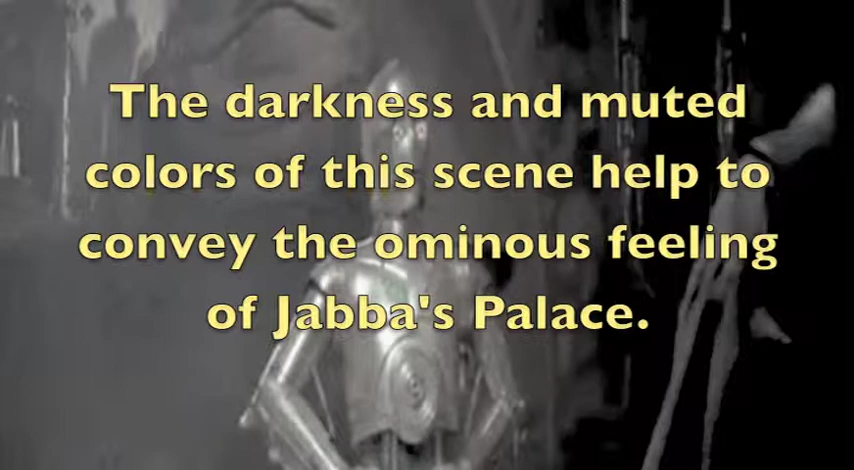 The darkness and muted
colors of this scene help to
convey the ominous feeling
of Jabba's Palace.